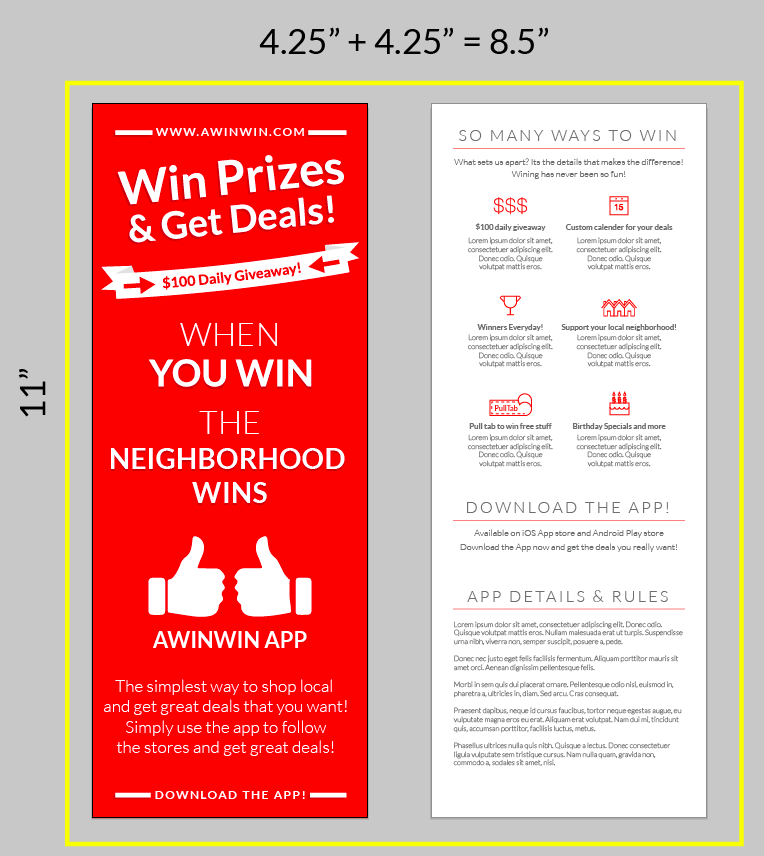 4.25” + 4.25” = 8.5”
11”
WWW.AWINWIN.COM
Win Prizes
& Get Deals!
$100 Daily Giveaway!
WHEN
YOU WIN
THE
NEIGHBORHOOD
WINS
AWINWIN APP
The simplest way to shop local
and get great deals that you want!
Simply use the app to follow
the stores and get great deals!
DOWNLOAD THE APP!
SO MANY WAYS TO WIN
What sets us apart? Its the details that makes the difference!
Wining has never been so fun!
$$$
$100 daily giveaway
Lorem ipsum dolor sit amet,
consectetuer adipiscing elit.
Donec odio. Quisque
volutpat mattis eros.
15
Custom calender for your deals
Lorem ipsum dolor sit amet,
consectetuer adipiscing elit.
Donec odio. Quisque
volutpat mattis eros.
Winners Everyday!
Lorem ipsum dolor sit amet,
consectetuer adipiscing elit.
Donec odio. Quisque
volutpat mattis eros.
Support your local neighborhood!
Lorem ipsum dolor sit amet,
consectetuer adipiscing elit.
Donec odio. Quisque
volutpat mattis eros.
PullTab
Pull tab to win free stuff
Lorem ipsum dolor sit amet,
consectetuer adipiscing elit.
Donec odio. Quisque
volutpat mattis eros.
Birthday Specials and more
Lorem ipsum dolor sit amet,
consectetuer adipiscing elit.
Donec odio. Quisque
volutpat mattis eros.
DOWNLOAD THE APP!
Available on iOS App store and Android Play store
Download the App now and get the deals you really want!
APP DETAILS & RULES
Lorem ipsum dolor sit amet, consectetuer adipiscing elit. Donec odio.
Quisque volutpat mattis eros. Nullam malesuada erat ut turpis. Suspendisse
urna nibh, viverra non, semper suscipit, posuere a, pede.
Donec nec justo eget felis facilisis fermentum. Aliquam porttitor mauris sit
amet orci. Aenean dignissim pellentesque felis.
Morbi in sem quis dui placerat ornare. Pellentesque odio nisi, euismod in,
pharetra a, ultricies in, diam. Sed arcu. Cras consequat.
Praesent dapibus, neque id cursus faucibus, tortor neque egestas augue, eu
vulputate magna eros eu erat. Aliquam erat volutpat. Nam dui mi, tincidunt
quis, accumsan porttitor, facilisis luctus, metus.
Phasellus ultrices nulla quis nibh. Quisque a lectus. Donec consectetuer
ligula vulputate sem tristique cursus. Nam nulla quam, gravida non,
commodo a, sodales sit amet, nisi.